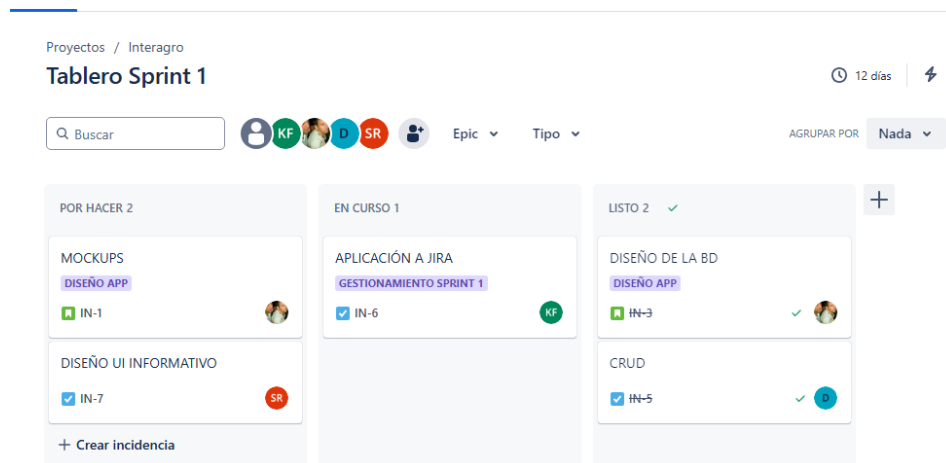 Proyectos / Interagro
Tablero Sprint 1
12 días
Buscar
KF
D
SR
Epic
Tipo
AGRUPAR POR
Nada
POR HACER 2
MOCKUPS
DISEÑO APP
IN-1
DISEÑO UI INFORMATIVO
IN-7
SR
+ Crear incidencia
EN CURSO 1
APLICACIÓN A JIRA
GESTIONAMIENTO SPRINT 1
IN-6
KF
LISTO 2
DISEÑO DE LA BD
DISEÑO APP
IN-3
CRUD
IN-5
D